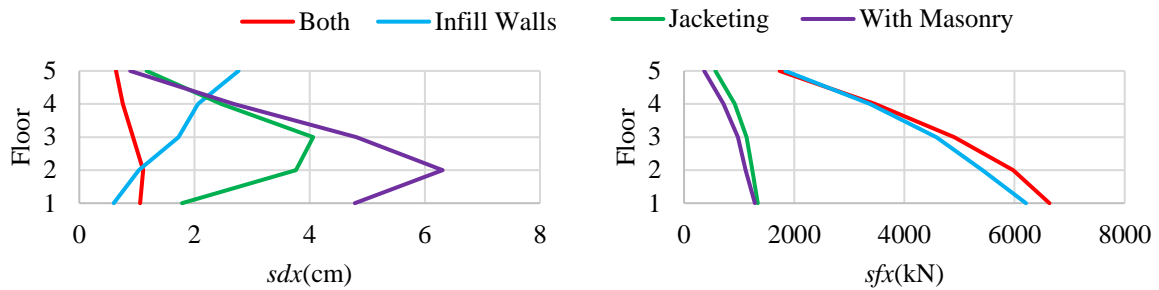 Both Infill Walls Jacketing With Masonry
5
4
3
2
1
Floor
0 2 4 6 8
sdx(cm)
5
4
3
2
1
Floor
0 2000 4000 6000 8000
sfx(kN)